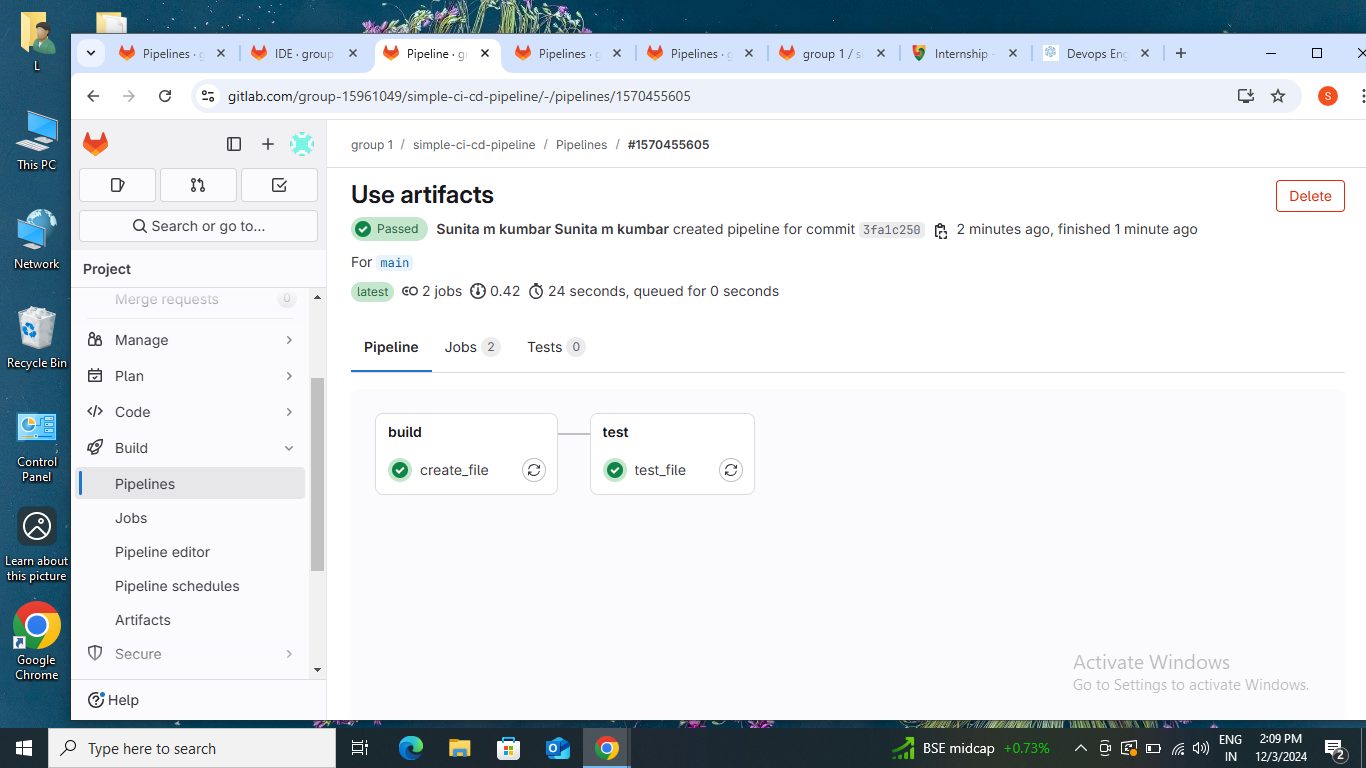 L
This PC
Network
Recycle Bin
Control
Panel
Learn about
this picture
Google
Chrome
Pipelines · g
IDE · group
Pipeline · gr
Pipelines · g
Pipelines · g
group 1 / si
Internship -
Devops Eng
gitlab.com/group-15961049/simple-ci-cd-pipeline/-/pipelines/1570455605
S
Search or go to...
Project
Merge requests 0
Manage
Plan
Code
Build
Pipelines
Jobs
Pipeline editor
Pipeline schedules
Artifacts
Secure
Help
group 1 / simple-ci-cd-pipeline / Pipelines / #1570455605
Use artifacts
Delete
Passed Sunita m kumbar Sunita m kumbar created pipeline for commit 3fa1c250 2 minutes ago, finished 1 minute ago
For main
latest 2 jobs 0.42 24 seconds, queued for 0 seconds
Pipeline Jobs 2 Tests 0
build
create_file
test
test_file
Activate Windows
Go to Settings to activate Windows.
Type here to search
BSE midcap +0.73%
ENG
IN
2:09 PM
12/3/2024
2